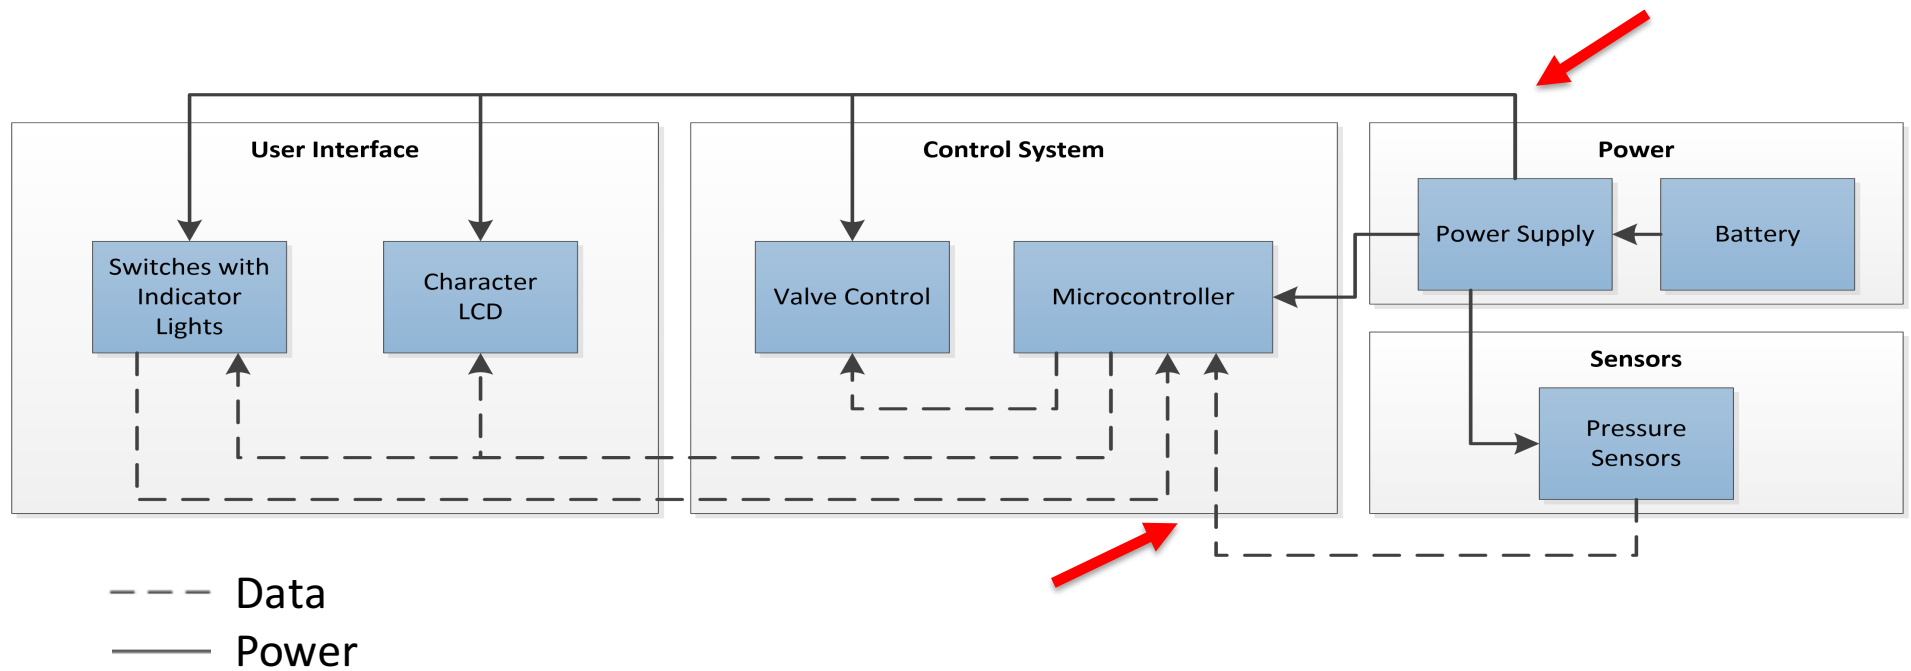 User Interface
Control System
Power
Switches with
Indicator
Lights
Character
LCD
Valve Control
Microcontroller
Power Supply
Battery
Sensors
Pressure
Sensors
Data
Power